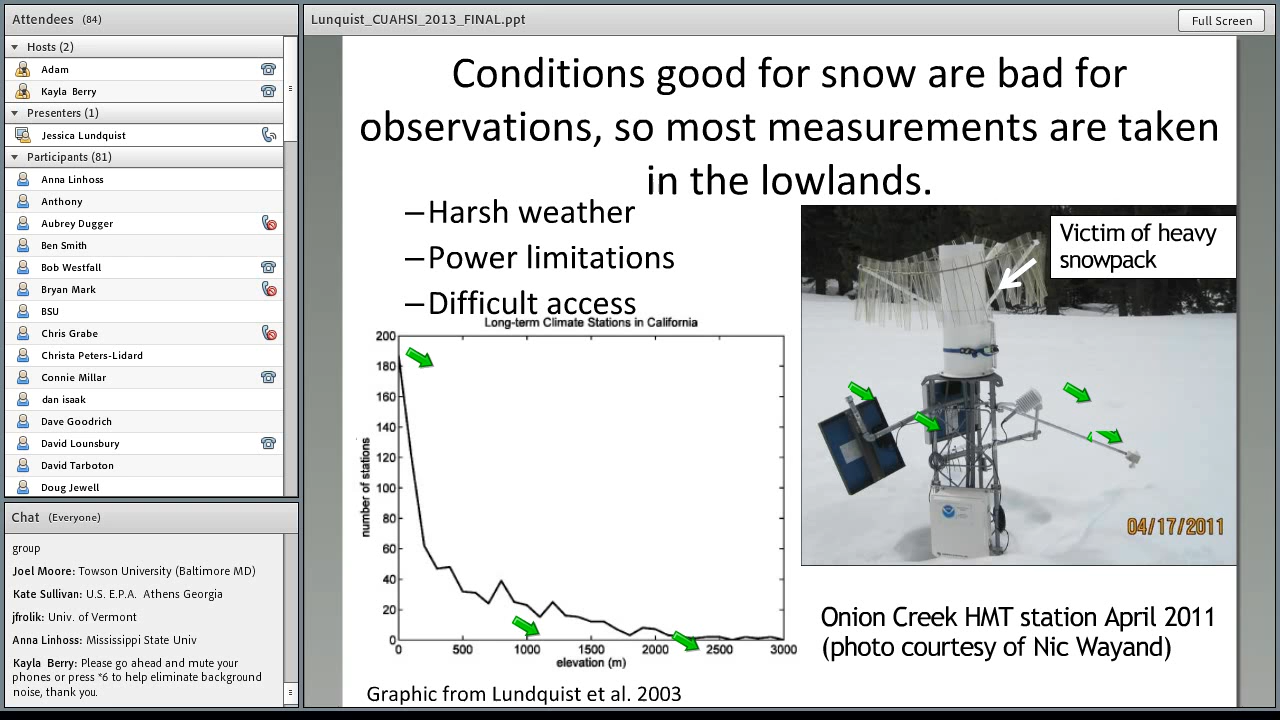 Attendees (84)
Hosts (2)
Adam
Kayla Berry
Presenters (1)
Jessica Lundquist
Participants (81)
Anna Linhoss
Anthony
Aubrey Dugger
Ben Smith
Bob Westfall
Bryan Mark
BSU
Chris Grabe
Christa Peters-Lidard
Connie Millar
dan isaak
Dave Goodrich
David Lounsbury
David Tarboton
Doug Jewell
Chat (Everyone)
group
Joel Moore: Towson University (Baltimore MD)
Kate Sullivan: U.S. E.P.A. Athens Georgia
jfrolik: Univ. of Vermont
Anna Linhoss: Mississippi State Univ
Kayla Berry: Please go ahead and mute your
phones or press *6 to help eliminate background
noise, thank you.
Lunquist_CUAHSI_2013_FINAL.ppt
Full Screen
Conditions good for snow are bad for
observations, so most measurements are taken
in the lowlands.
–Harsh weather
–Power limitations
–Difficult access
Long-term Climate Stations in California
number of stations
200
180
160
140
120
100
80
60
40
20
0
0 500 1000 1500 2000 2500 3000
elevation (m)
Graphic from Lundquist et al. 2003
Victim of heavy
snowpack
04/17/2011
Onion Creek HMT station April 2011
(photo courtesy of Nic Wayand)